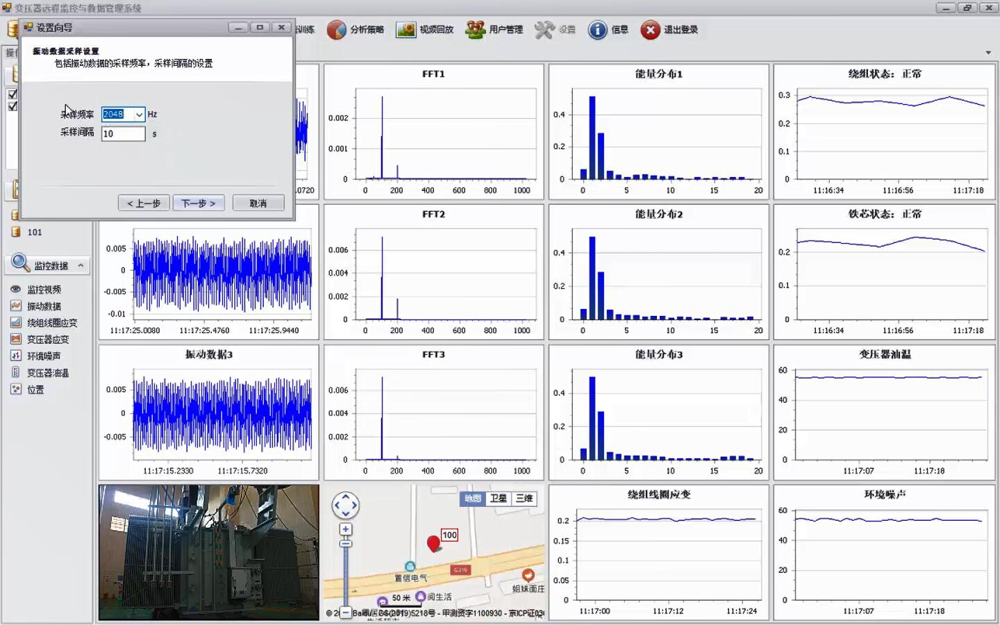 变压器远程监控与数据管理系统
设置向导
振动数据采样设置
包括振动数据的采样频率，采样间隔的设置
采样频率 2048 Hz
采样间隔 10 s
< 上一步 下一步 > 取消
训练 分析策略 视频回放 用户管理 设置 信息 退出登录
101
监控数据
监控视频
振动数据
绕组线圈应变
变压器应变
环境噪声
变压器油温
位置
.0720
FFT1
0.002
0.001
0
0 200 400 600 800 1000
能量分布1
0.4
0.2
0
0 5 10 15 20
绕组状态：正常
0.3
0.2
0.1
0
11:16:34 11:16:56 11:17:18
0.005
0
-0.005
-0.01
11:17:25.0080 11:17:25.4760 11:17:25.9440
FFT2
0.006
0.004
0.002
0
0 200 400 600 800 1000
能量分布2
0.4
0.2
0
0 5 10 15 20
铁芯状态：正常
0.2
0.1
0
11:16:34 11:16:56 11:17:18
振动数据3
0.005
0
-0.005
11:17:15.2330 11:17:15.7320
FFT3
0.006
0.004
0.002
0
0 200 400 600 800 1000
能量分布3
0.4
0.2
0
0 5 10 15 20
变压器油温
60
40
20
0
11:17:07 11:17:18
地图 卫星 三维
100
G319
置信电气
姐妹面庄
50 米
阅生活
Baidu - GS(2019)5218号 - 甲测资字1100930 - 京ICP证03
绕组线圈应变
0.2
0.15
0.1
0.05
0
11:17:00 11:17:12 11:17:24
环境噪声
60
40
20
0
11:17:07 11:17:18